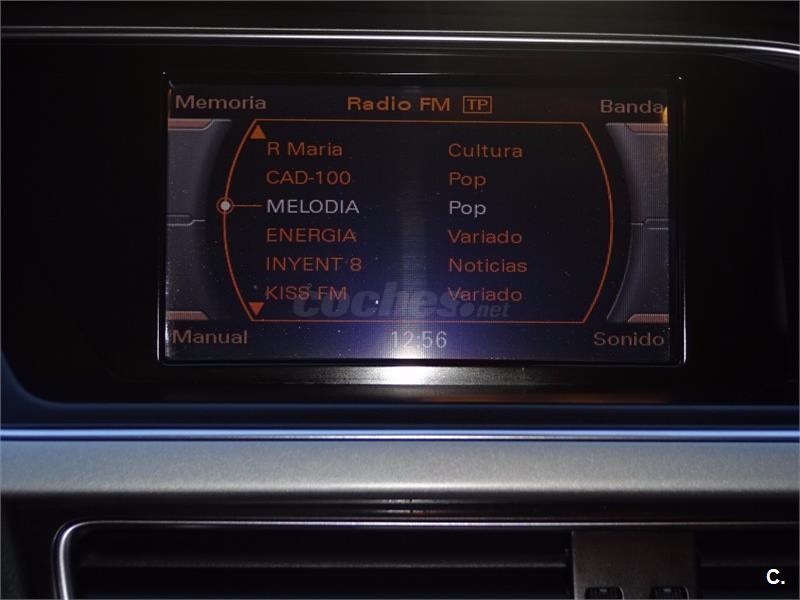 Memoria Radio FM TP Banda
R Maria Cultura
CAD-100 Pop
MELODIA Pop
ENERGIA Variado
INYENT 8 Noticias
KISS FM Variado
coches.net
Manual 12:56 Sonido
C.